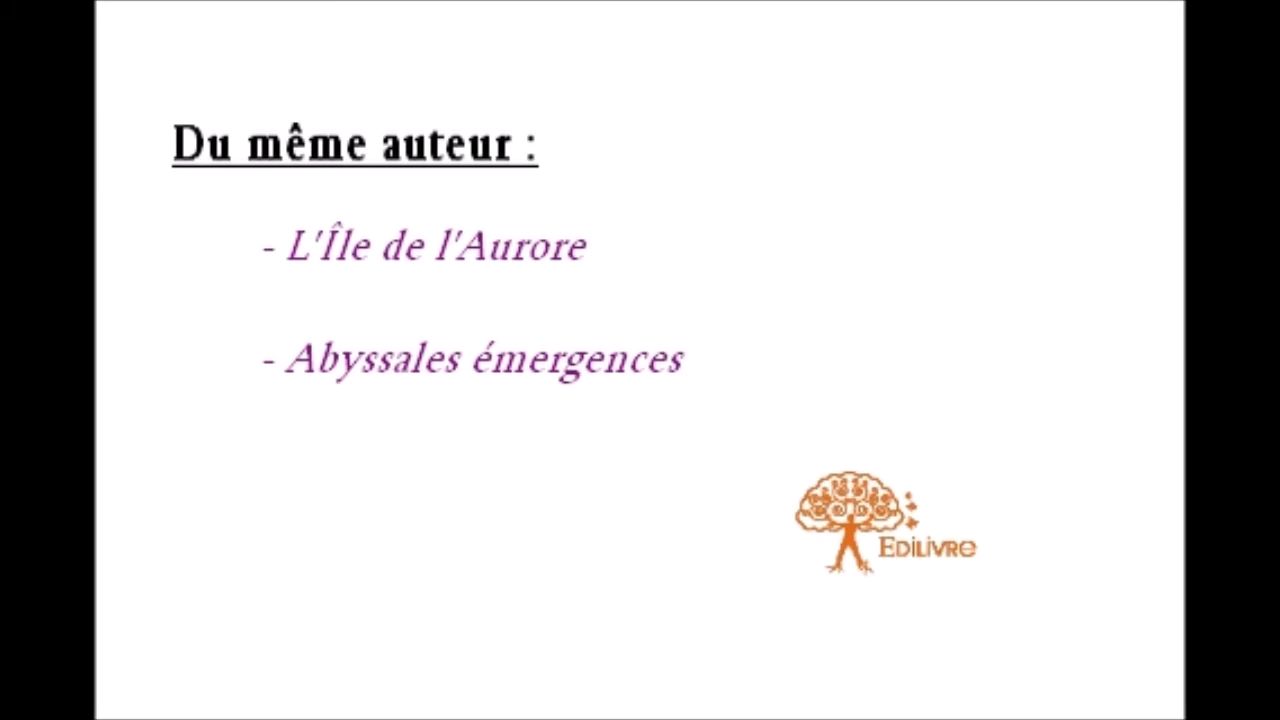 Du même auteur :
- L'Île de l'Aurore
- Abyssales émergences
EDiLiVRe